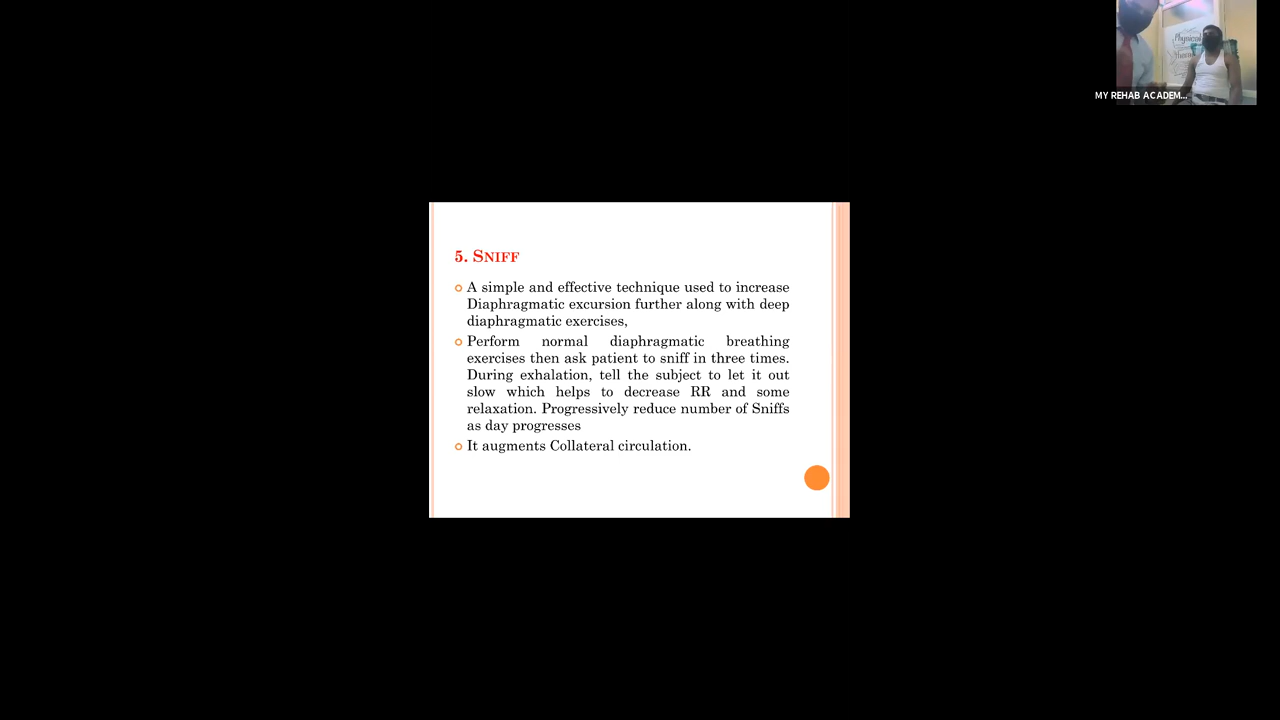 MY REHAB ACADEM...
Physical
5. SNIFF
A simple and effective technique used to increase
Diaphragmatic excursion further along with deep
diaphragmatic exercises,
Perform normal diaphragmatic breathing
exercises then ask patient to sniff in three times.
During exhalation, tell the subject to let it out
slow which helps to decrease RR and some
relaxation. Progressively reduce number of Sniffs
as day progresses
It augments Collateral circulation.